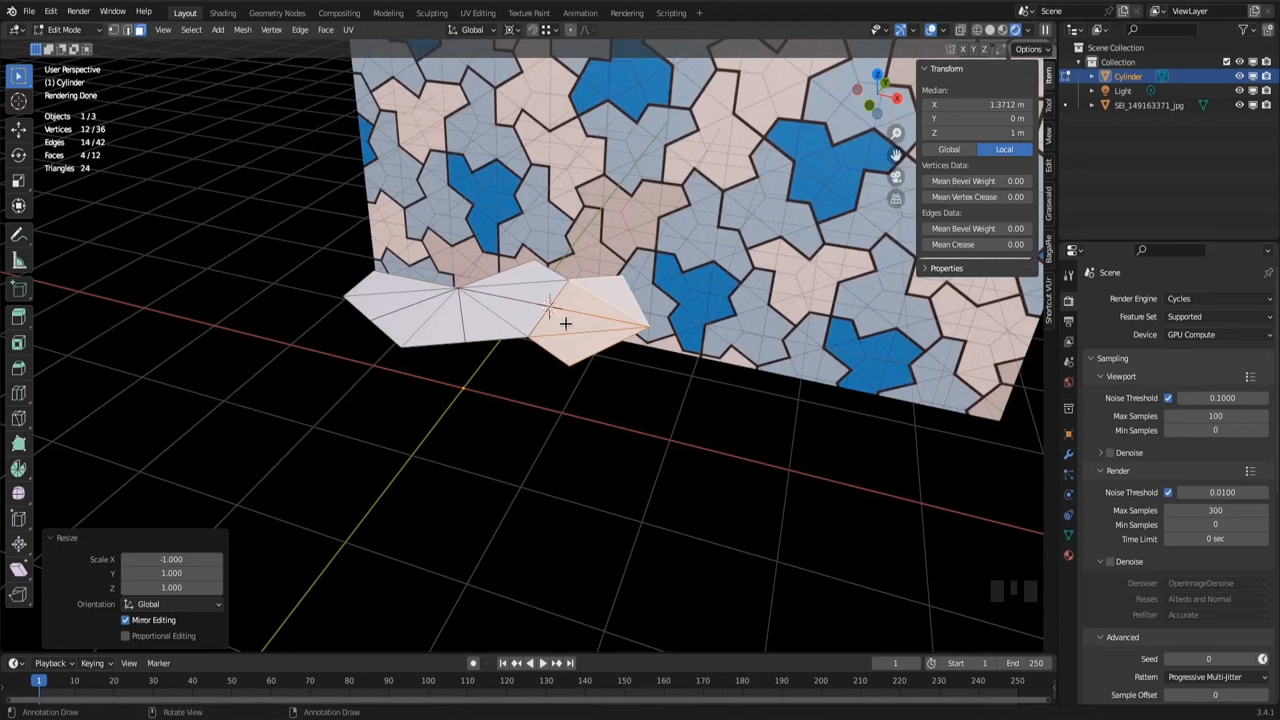 File Edit Render Window Help Layout Shading Geometry Nodes Compositing Modeling Sculpting UV Editing Texture Paint Animation Rendering Scripting Scene ViewLayer
Edit Mode View Select Add Mesh Vertex Edge Face UV Global
X Y Z Options
User Perspective
(1) Cylinder
Rendering Done
Objects 1/3
Vertices 12/36
Edges 14/42
Faces 4/12
Triangles 24
Z
Y
X
Transform
Median:
X 1.3712 m
Y 0 m
Z 1 m
Global Local
Vertices Data:
Mean Bevel Weight 0.00
Mean Vertex Crease 0.00
Edges Data:
Mean Bevel Weight 0.00
Mean Crease 0.00
Properties
Item
Tool
View
Edit
Graswald
BagaPie
Shortcut VUr
Scene Collection
Collection
Cylinder
Light
SEI_149163371_jpg
Scene
Render Engine Cycles
Feature Set Supported
Device GPU Compute
Sampling
Viewport
Noise Threshold 0.1000
Max Samples 100
Min Samples 0
Denoise
Render
Noise Threshold 0.0100
Max Samples 300
Min Samples 0
Time Limit 0 sec
Denoise
Denoiser OpenImageDenoise
Passes Albedo and Normal
Prefilter Accurate
Advanced
Seed 0
Pattern Progressive Multi-Jitter
Sample Offset 0
Resize
Scale X -1.000
Y 1.000
Z 1.000
Orientation Global
Mirror Editing
Proportional Editing
Playback Keying View Marker 1 Start 1 End 250
1 10 20 30 40 50 60 70 80 90 100 110 120 130 140 150 160 170 180 190 200 210 220 230 240 250
Annotation Draw Rotate View Annotation Draw 3.4.1